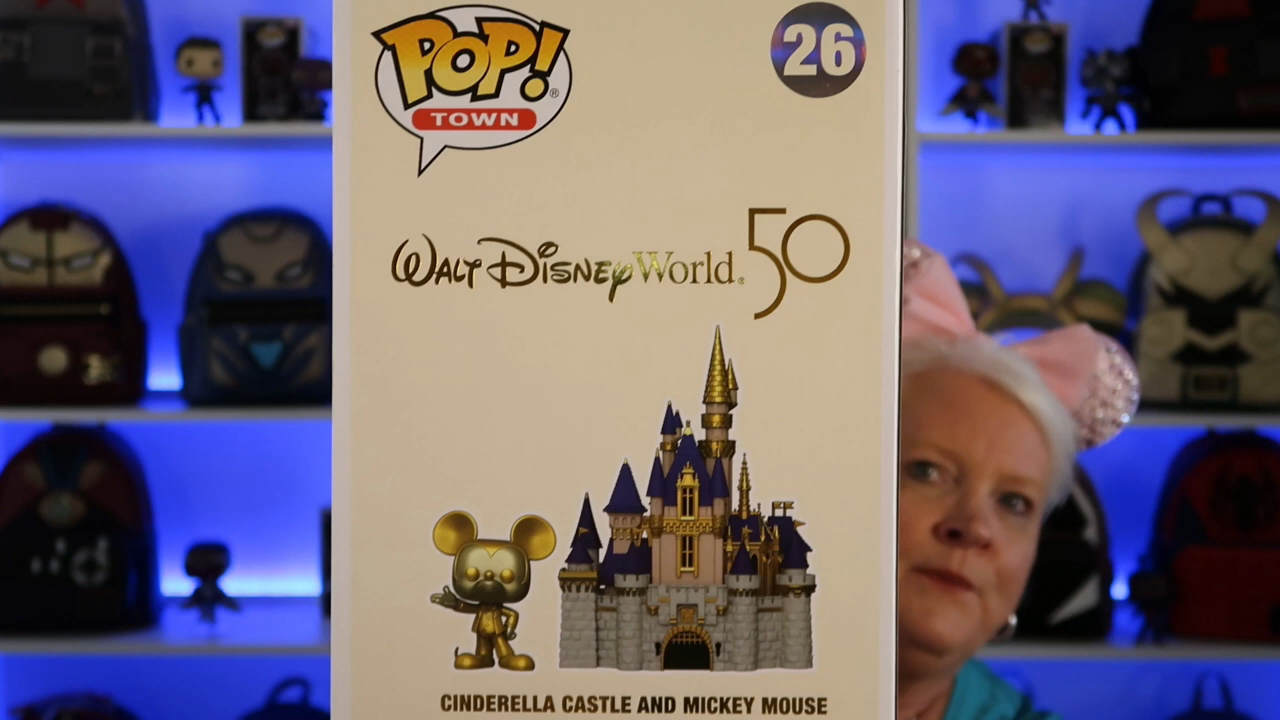 POP!®
TOWN
26
WALT DISNEY World® 50
CINDERELLA CASTLE AND MICKEY MOUSE